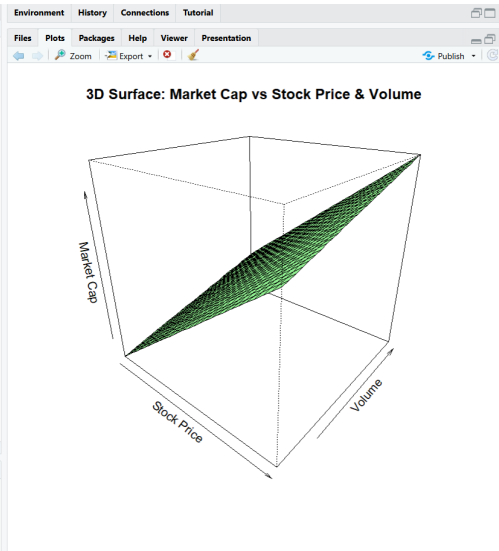 Environment History Connections Tutorial
Files Plots Packages Help Viewer Presentation
Zoom Export Publish
3D Surface: Market Cap vs Stock Price & Volume
Market Cap
Stock Price
Volume